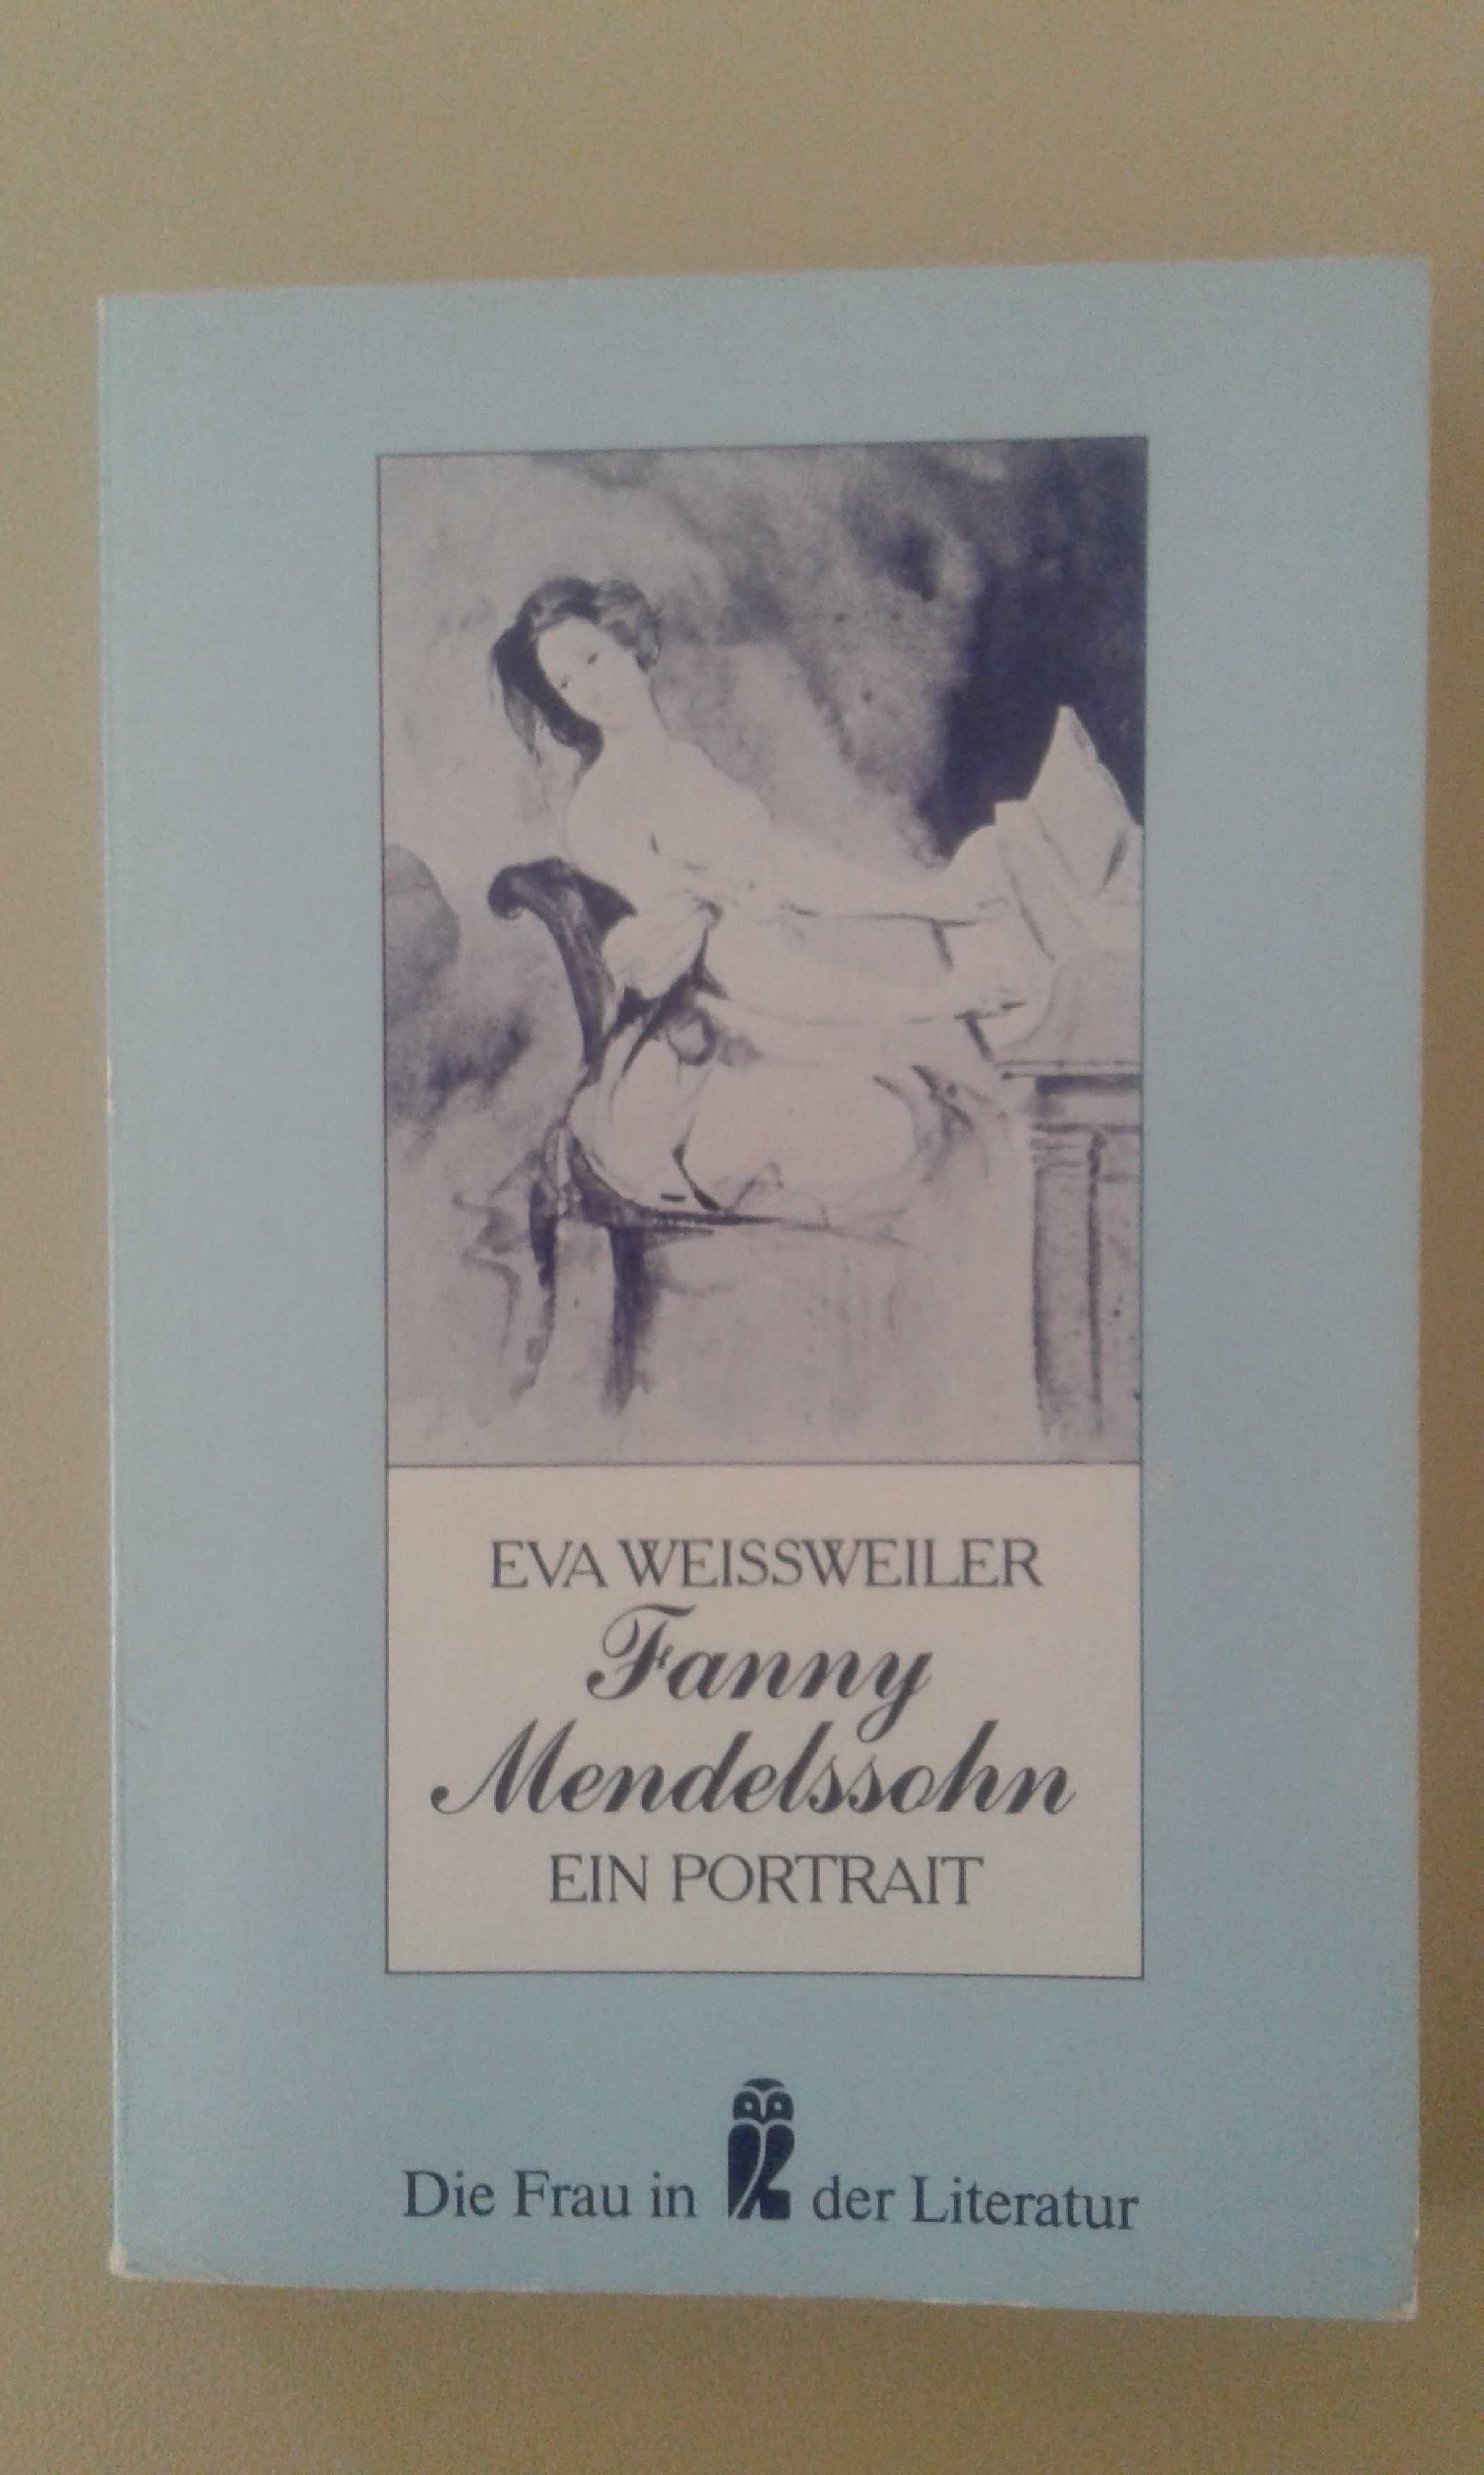 EVA WEISSWEILER
Fanny
Mendelssohn
EIN PORTRAIT
Die Frau in der Literatur